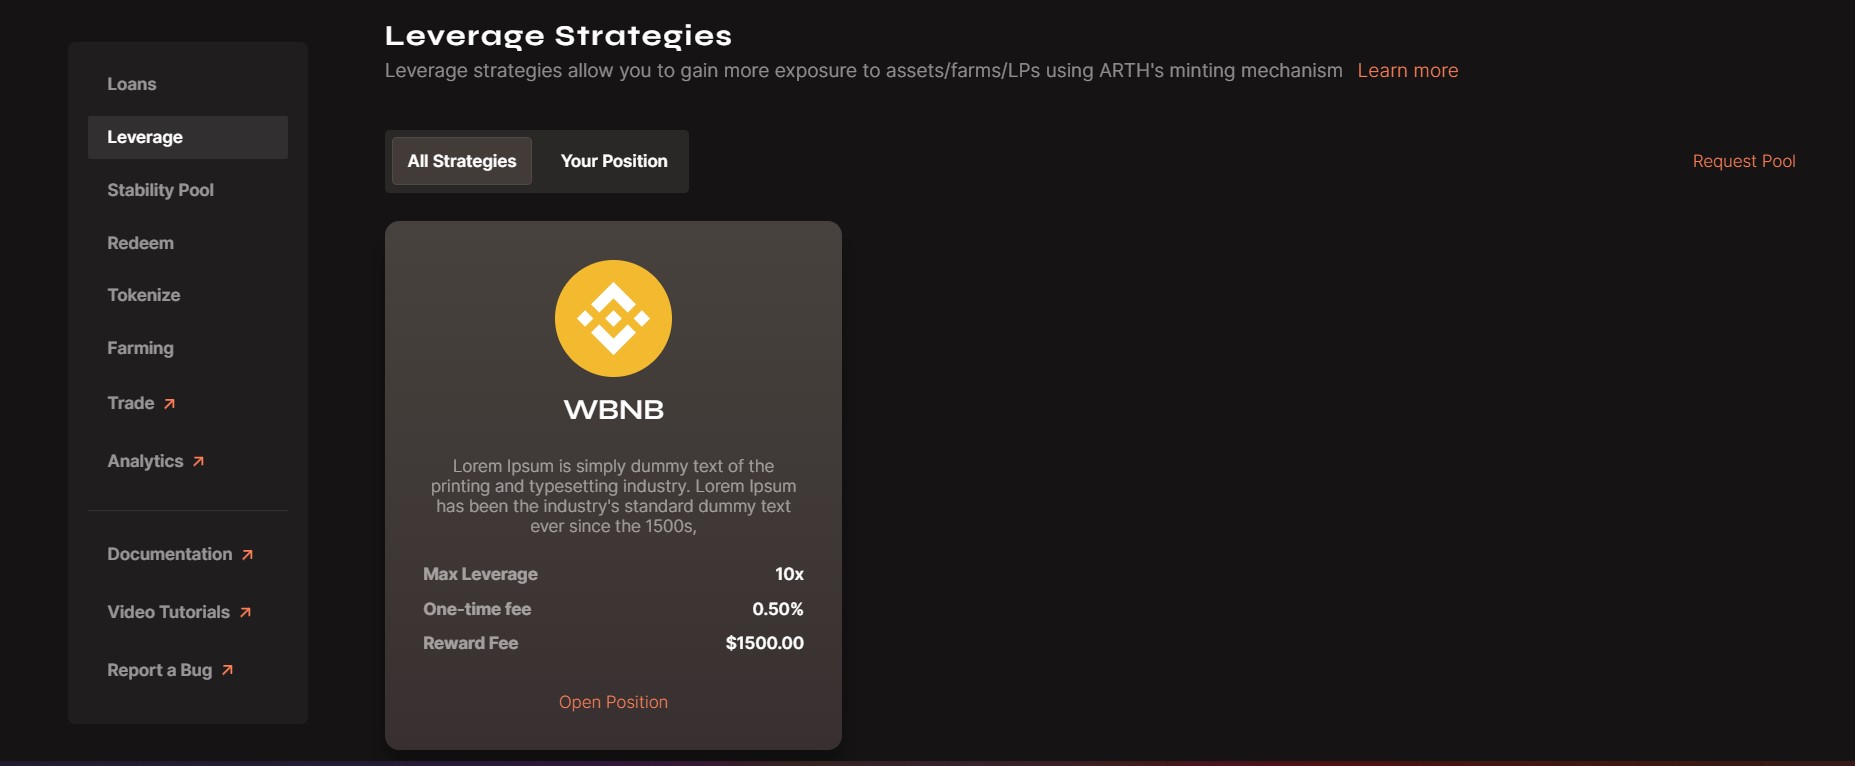 Loans
Leverage
Stability Pool
Redeem
Tokenize
Farming
Trade
Analytics
Documentation
Video Tutorials
Report a Bug
Leverage Strategies
Leverage strategies allow you to gain more exposure to assets/farms/LPs using ARTH's minting mechanism Learn more
All Strategies Your Position
Request Pool
WBNB
Lorem Ipsum is simply dummy text of the
printing and typesetting industry. Lorem Ipsum
has been the industry's standard dummy text
ever since the 1500s,
Max Leverage 10x
One-time fee 0.50%
Reward Fee $1500.00
Open Position